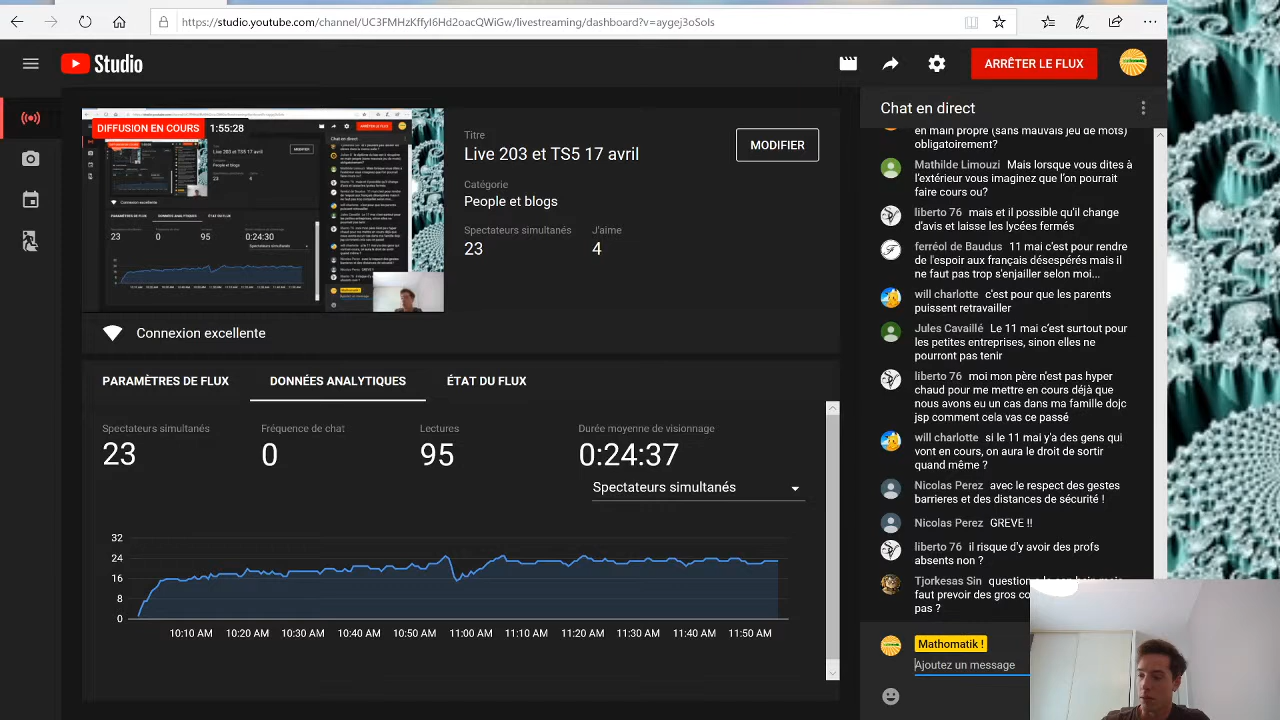 https://studio.youtube.com/channel/UC3FMHzKffyI6Hd2oacQWiGw/livestreaming/dashboard?v=aygej3oSoIs
Studio
ARRÊTER LE FLUX
DIFFUSION EN COURS 1:55:28
Titre
Live 203 et TS5 17 avril
MODIFIER
Catégorie
People et blogs
Spectateurs simultanés J'aime
23 4
Connexion excellente
PARAMÈTRES DE FLUX DONNÉES ANALYTIQUES ÉTAT DU FLUX
Spectateurs simultanés Fréquence de chat Lectures Durée moyenne de visionnage
23 0 95 0:24:37
Spectateurs simultanés
32
24
16
8
0
10:10 AM 10:20 AM 10:30 AM 10:40 AM 10:50 AM 11:00 AM 11:10 AM 11:20 AM 11:30 AM 11:40 AM 11:50 AM
Chat en direct
en main propre (sans mauvais jeu de mots)
obligatoirement?
Mathilde Limouzi Mais lorsque vous dites à
l'extérieur vous imaginez que l'on pourrait
faire cours ou?
liberto 76 mais et il possible qu'il change
d'avis et laisse les lycées fermés
ferréol de Baudus 11 mai c'est pour rendre
de l'espoir aux français désespérés mais il
ne faut pas trop s'enjailler selon moi...
will charlotte c'est pour que les parents
puissent retravailler
Jules Cavaillé Le 11 mai c'est surtout pour
les petites entreprises, sinon elles ne
pourront pas tenir
liberto 76 moi mon père n'est pas hyper
chaud pour me mettre en cours déjà que
nous avons eu un cas dans ma famille dojc
jsp comment cela vas ce passé
will charlotte si le 11 mai y'a des gens qui
vont en cours, on aura le droit de sortir
quand même ?
Nicolas Perez avec le respect des gestes
barrieres et des distances de sécurité !
Nicolas Perez GREVE !!
liberto 76 il risque d'y avoir des profs
absents non ?
Tjorkesas Sin question
faut prevoir des gros
pas ?
Mathomatik !
Ajoutez un message